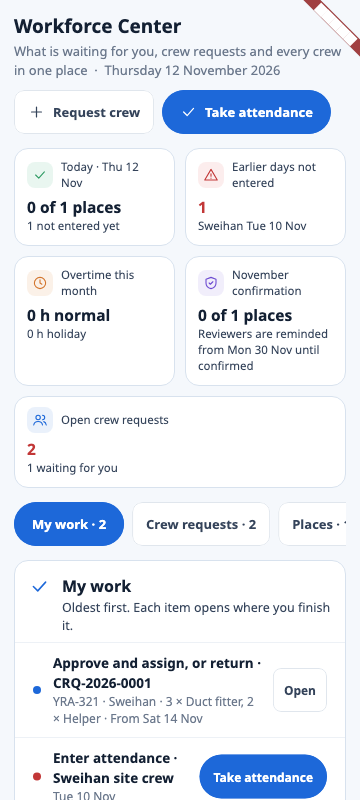 Workforce Center
What is waiting for you, crew requests and every crew
in one place · Thursday 12 November 2026
Request crew
Take attendance
Today · Thu 12
Nov
0 of 1 places
1 not entered yet
Earlier days not
entered
1
Sweihan Tue 10 Nov
Overtime this
month
0 h normal
0 h holiday
November
confirmation
0 of 1 places
Reviewers are reminded
from Mon 30 Nov until
confirmed
Open crew requests
2
1 waiting for you
My work · 2
Crew requests · 2
Places ·
My work
Oldest first. Each item opens where you finish
it.
Approve and assign, or return ·
CRQ-2026-0001
YRA-321 · Sweihan · 3 × Duct fitter, 2
× Helper · From Sat 14 Nov
Open
Enter attendance ·
Sweihan site crew
Tue 10 Nov
Take attendance